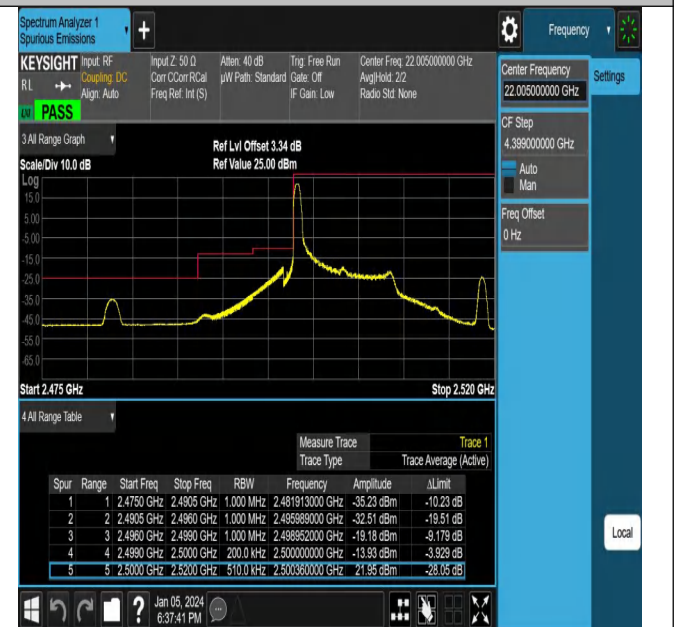 Spectrum Analyzer 1
Spurious Emissions
+
Frequency
KEYSIGHT
Input: RF
Input Z: 50 Ω
Atten: 40 dB
Trig: Free Run
Center Freq: 22.005000000 GHz
RL
Coupling: DC
Corr CCorr RCal
µW Path: Standard
Gate: Off
Avg|Hold: 2/2
Align: Auto
Freq Ref: Int (S)
IF Gain: Low
Radio Std: None
PASS
Center Frequency
22.005000000 GHz
Settings
CF Step
4.399000000 GHz
Auto
Man
Freq Offset
0 Hz
3 All Range Graph
Ref Lvl Offset 3.34 dB
Scale/Div 10.0 dB
Ref Value 25.00 dBm
Log
15.0
5.00
-5.00
-15.0
-25.0
-35.0
-45.0
-55.0
-65.0
Start 2.475 GHz
Stop 2.520 GHz
4 All Range Table
Measure Trace Trace 1
Trace Type Trace Average (Active)
Spur Range Start Freq Stop Freq RBW Frequency Amplitude ΔLimit
1 1 2.4750 GHz 2.4905 GHz 1.000 MHz 2.481913000 GHz -35.23 dBm -10.23 dB
2 2 2.4905 GHz 2.4960 GHz 1.000 MHz 2.495989000 GHz -32.51 dBm -19.51 dB
3 3 2.4960 GHz 2.4990 GHz 1.000 MHz 2.498952000 GHz -19.18 dBm -9.179 dB
4 4 2.4990 GHz 2.5000 GHz 200.0 kHz 2.500000000 GHz -13.93 dBm -3.929 dB
5 5 2.5000 GHz 2.5200 GHz 510.0 kHz 2.500360000 GHz 21.95 dBm -28.05 dB
Local
?
Jan 05, 2024
6:37:41 PM